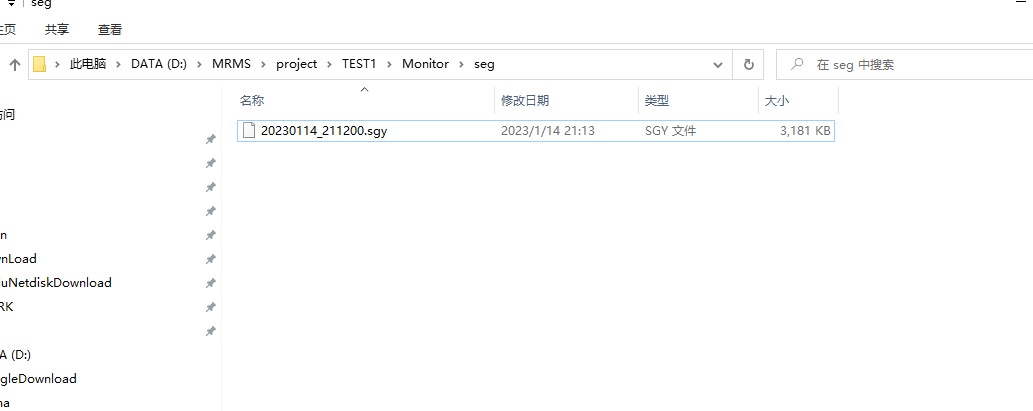 seg
主页 共享 查看
此电脑 DATA (D:) MRMS project TEST1 Monitor seg 在 seg 中搜索
名称 修改日期 类型 大小
20230114_211200.sgy 2023/1/14 21:13 SGY 文件 3,181 KB
访问
n
vnLoad
luNetdiskDownload
RK
A (D:)
gleDownload
na